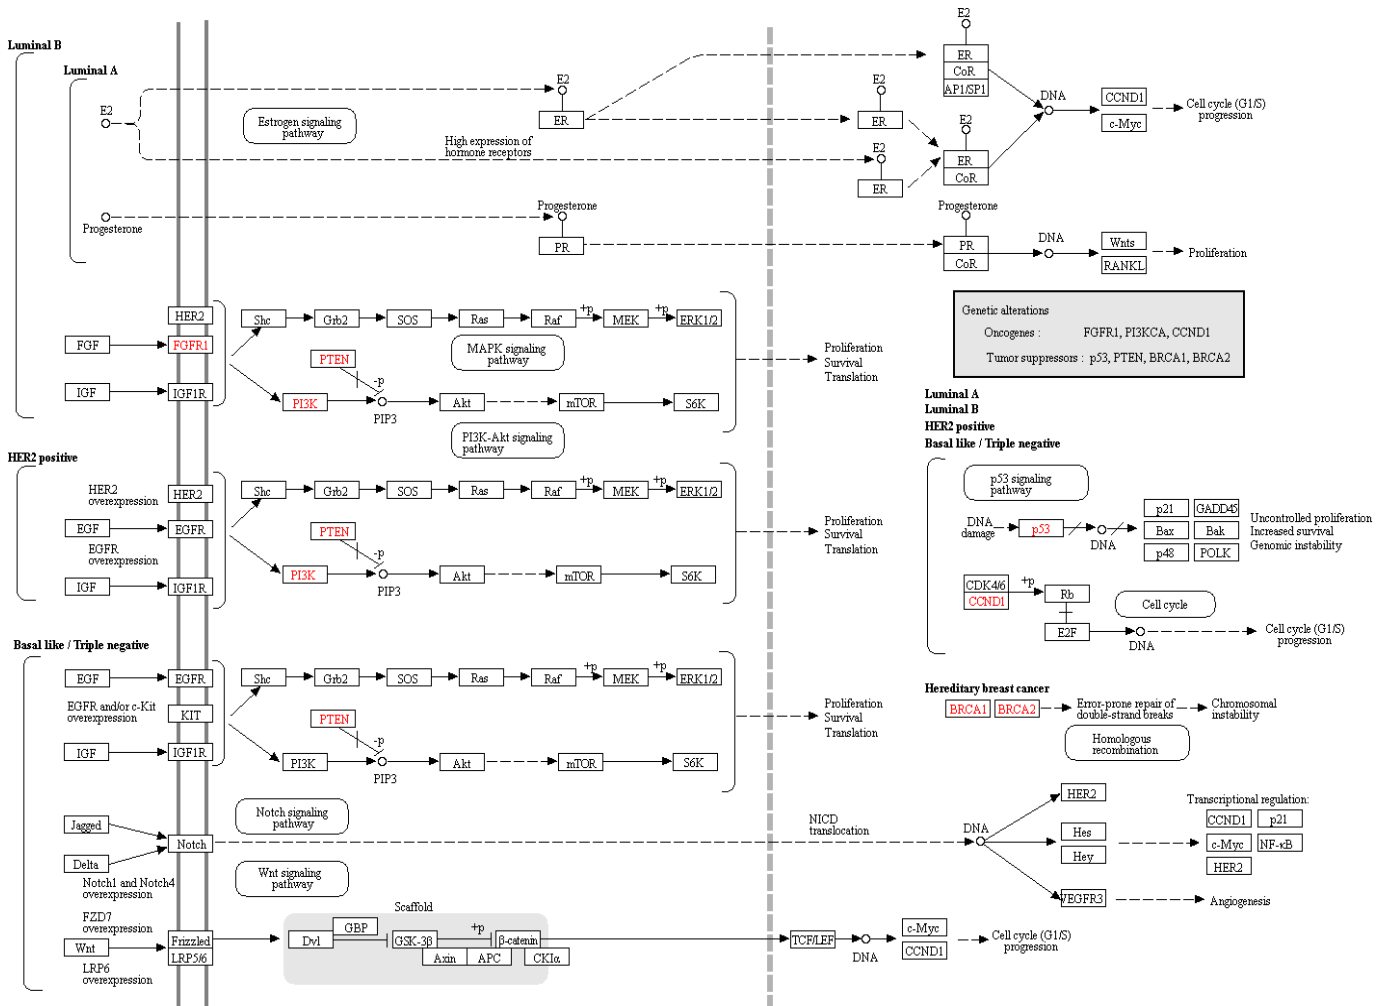 Luminal B
Luminal A
E2
Estrogen signaling
pathway
E2
ER
High expression of
hormone receptors
E2
ER
E2
ER
E2
ER
CoR
AP1/SP1
E2
ER
CoR
DNA
CCND1
c-Myc
Cell cycle (G1/S)
progression
Progesterone
Progesterone
PR
Progesterone
PR
CoR
DNA
Wnts
RANKL
Proliferation
HER2
FGF
FGFR1
IGF
IGF1R
Shc
Grb2
SOS
Ras
Raf
+p
MEK
+p
ERK1/2
MAPK signaling
pathway
PTEN
-p
PI3K
PIP3
Akt
mTOR
S6K
PI3K-Akt signaling
pathway
Proliferation
Survival
Translation
Genetic alterations
Oncogenes : FGFR1, PI3KCA, CCND1
Tumor suppressors : p53, PTEN, BRCA1, BRCA2
HER2 positive
HER2
overexpression
HER2
EGF
EGFR
EGFR
overexpression
IGF
IGF1R
Shc
Grb2
SOS
Ras
Raf
+p
MEK
+p
ERK1/2
PTEN
-p
PI3K
PIP3
Akt
mTOR
S6K
Proliferation
Survival
Translation
Luminal A
Luminal B
HER2 positive
Basal like / Triple negative
p53 signaling
pathway
DNA
damage
p53
DNA
p21
GADD45
Bax
Bak
p48
POLK
Uncontrolled proliferation
Increased survival
Genomic instability
CDK4/6
CCND1
+p
Rb
E2F
Cell cycle
DNA
Cell cycle (G1/S)
progression
Basal like / Triple negative
EGF
EGFR
EGFR and/or c-Kit
overexpression
KIT
IGF
IGF1R
Shc
Grb2
SOS
Ras
Raf
+p
MEK
+p
ERK1/2
PTEN
-p
PI3K
PIP3
Akt
mTOR
S6K
Proliferation
Survival
Translation
Hereditary breast cancer
BRCA1
BRCA2
Error-prone repair of
double-strand breaks
Chromosomal
instability
Homologous
recombination
Notch signaling
pathway
Jagged
Delta
Notch
Notch1 and Notch4
overexpression
NICD
translocation
DNA
HER2
Hes
Hey
VEGFR3
Transcriptional regulation:
CCND1
p21
c-Myc
NF-κB
HER2
Angiogenesis
Wnt signaling
pathway
FZD7
overexpression
Wnt
LRP6
overexpression
Frizzled
LRP5/6
Scaffold
Dvl
GBP
GSK-3β
Axin
APC
+p
β-catenin
CKIα
TCF/LEF
DNA
c-Myc
CCND1
Cell cycle (G1/S)
progression